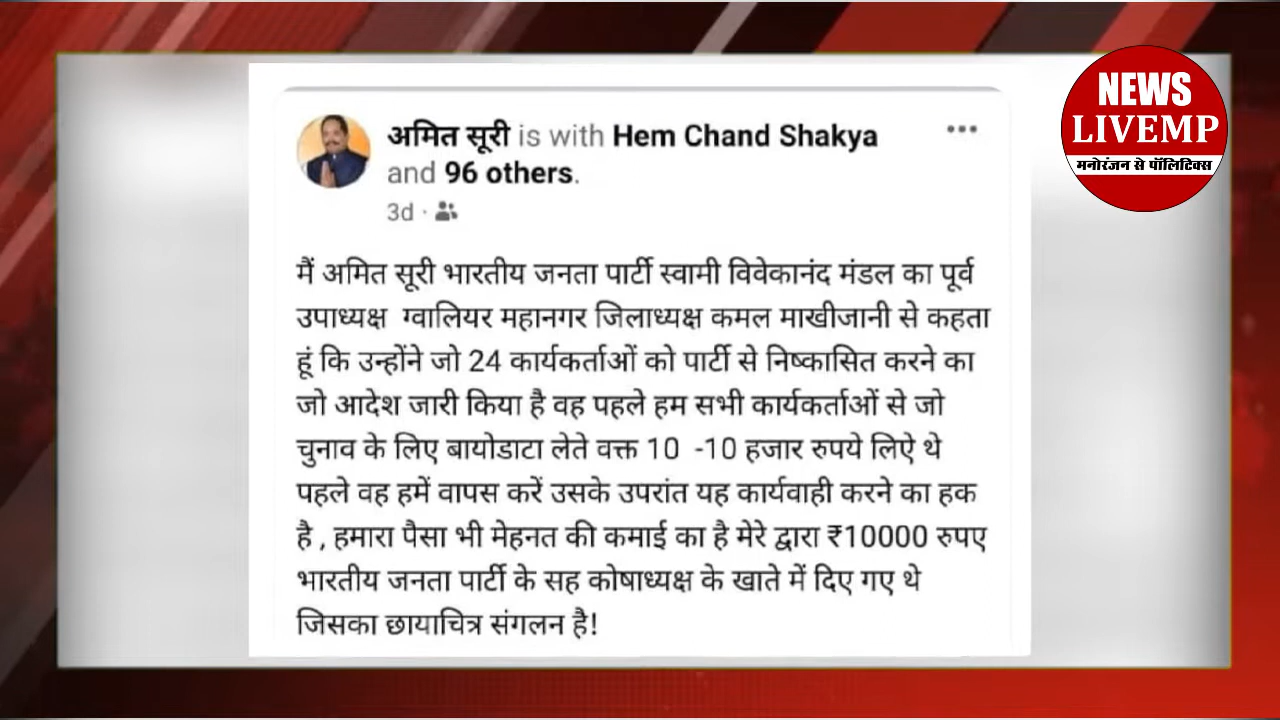 NEWS
LIVEMP
मनोरंजन से पॉलिटिक्स
अमित सूरी is with Hem Chand Shakya
and 96 others.
3d ·
मैं अमित सूरी भारतीय जनता पार्टी स्वामी विवेकानंद मंडल का पूर्व
उपाध्यक्ष ग्वालियर महानगर जिलाध्यक्ष कमल माखीजानी से कहता
हूं कि उन्होंने जो 24 कार्यकर्ताओं को पार्टी से निष्कासित करने का
जो आदेश जारी किया है वह पहले हम सभी कार्यकर्ताओं से जो
चुनाव के लिए बायोडाटा लेते वक्त 10 -10 हजार रुपये लिऐ थे
पहले वह हमें वापस करें उसके उपरांत यह कार्यवाही करने का हक
है , हमारा पैसा भी मेहनत की कमाई का है मेरे द्वारा ₹10000 रुपए
भारतीय जनता पार्टी के सह कोषाध्यक्ष के खाते में दिए गए थे
जिसका छायाचित्र संगलन है!